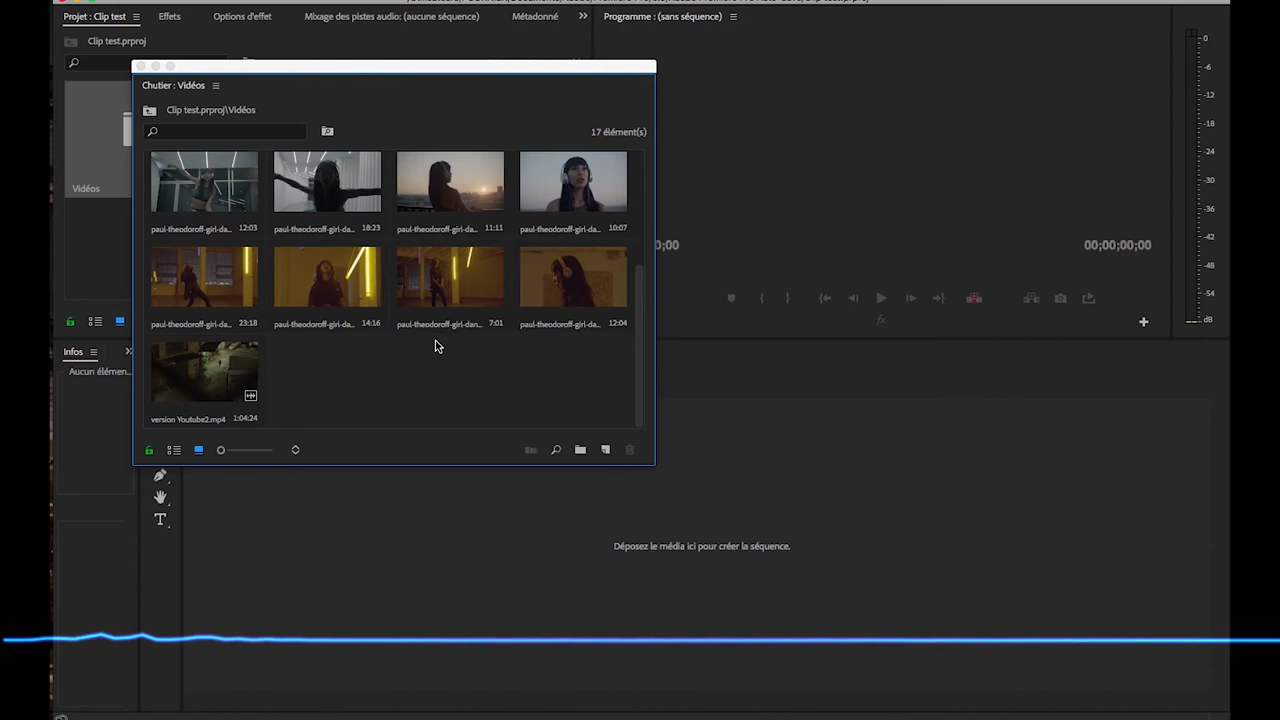 Projet : Clip test
Effets
Options d'effet
Mixage des pistes audio: (aucune séquence)
Métadonné
Programme : (sans séquence)
Clip test.prproj
Chutier : Vidéos
Clip test.prproj\Vidéos
17 élément(s)
Vidéos
paul-theodoroff-girl-da... 12:03
paul-theodoroff-girl-da... 18:23
paul-theodoroff-girl-da... 11:11
paul-theodoroff-girl-da... 10:07
paul-theodoroff-girl-da... 23:18
paul-theodoroff-girl-da... 14:16
paul-theodoroff-girl-dan... 7:01
paul-theodoroff-girl-da... 12:04
version Youtube2.mp4 1:04:24
;00;00
00;00;00;00
fx
0
-6
-12
-18
-24
-30
-36
-42
-48
-54
dB
Infos
Aucun élémen...
T
Déposez le média ici pour créer la séquence.